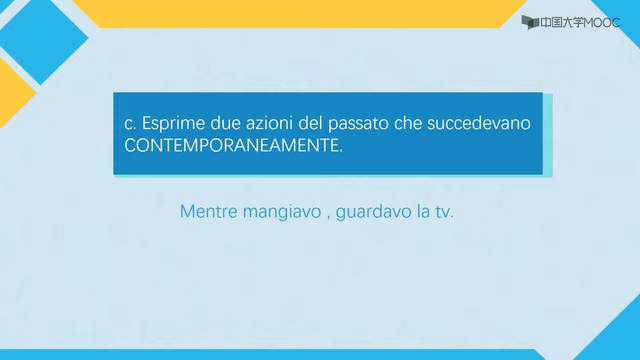 中国大学MOOC
c. Esprime due azioni del passato che succedevano
CONTEMPORANEAMENTE.
Mentre mangiavo , guardavo la tv.